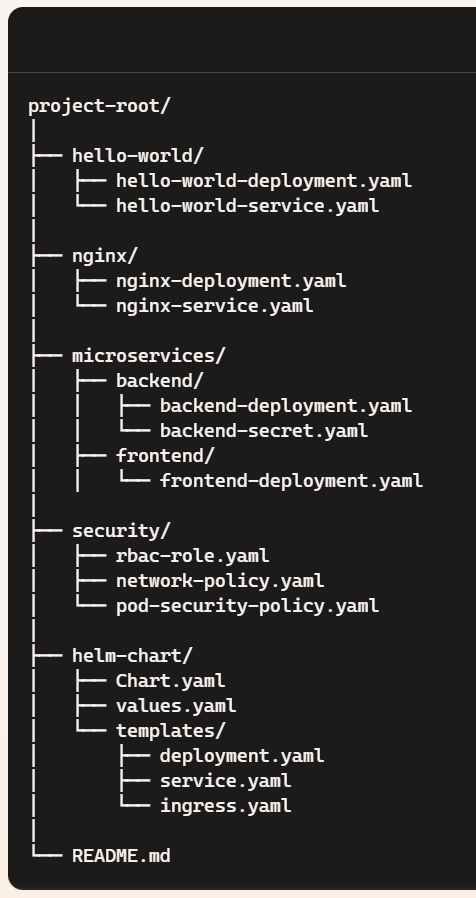 project-root/
│
├── hello-world/
│   ├── hello-world-deployment.yaml
│   └── hello-world-service.yaml
│
├── nginx/
│   ├── nginx-deployment.yaml
│   └── nginx-service.yaml
│
├── microservices/
│   ├── backend/
│   │   ├── backend-deployment.yaml
│   │   └── backend-secret.yaml
│   ├── frontend/
│   │   └── frontend-deployment.yaml
│
├── security/
│   ├── rbac-role.yaml
│   ├── network-policy.yaml
│   └── pod-security-policy.yaml
│
├── helm-chart/
│   ├── Chart.yaml
│   ├── values.yaml
│   └── templates/
│       ├── deployment.yaml
│       ├── service.yaml
│       └── ingress.yaml
│
└── README.md